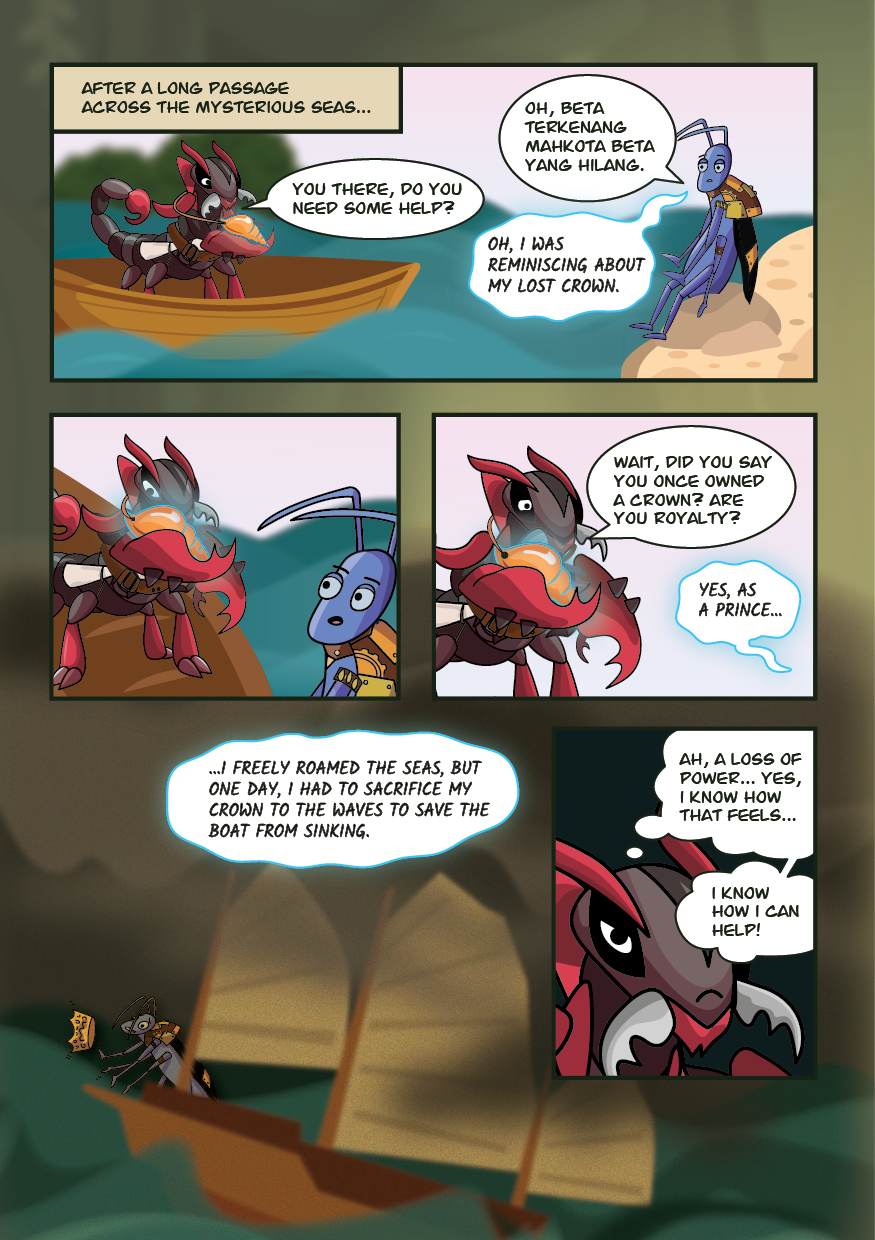 AFTER A LONG PASSAGE
ACROSS THE MYSTERIOUS SEAS...
YOU THERE, DO YOU
NEED SOME HELP?
OH, BETA
TERKENANG
MAHKOTA BETA
YANG HILANG.
OH, I WAS
REMINISCING ABOUT
MY LOST CROWN.
WAIT, DID YOU SAY
YOU ONCE OWNED
A CROWN? ARE
YOU ROYALTY?
YES, AS
A PRINCE...
...I FREELY ROAMED THE SEAS, BUT
ONE DAY, I HAD TO SACRIFICE MY
CROWN TO THE WAVES TO SAVE THE
BOAT FROM SINKING.
AH, A LOSS OF
POWER... YES,
I KNOW HOW
THAT FEELS...
I KNOW
HOW I CAN
HELP!